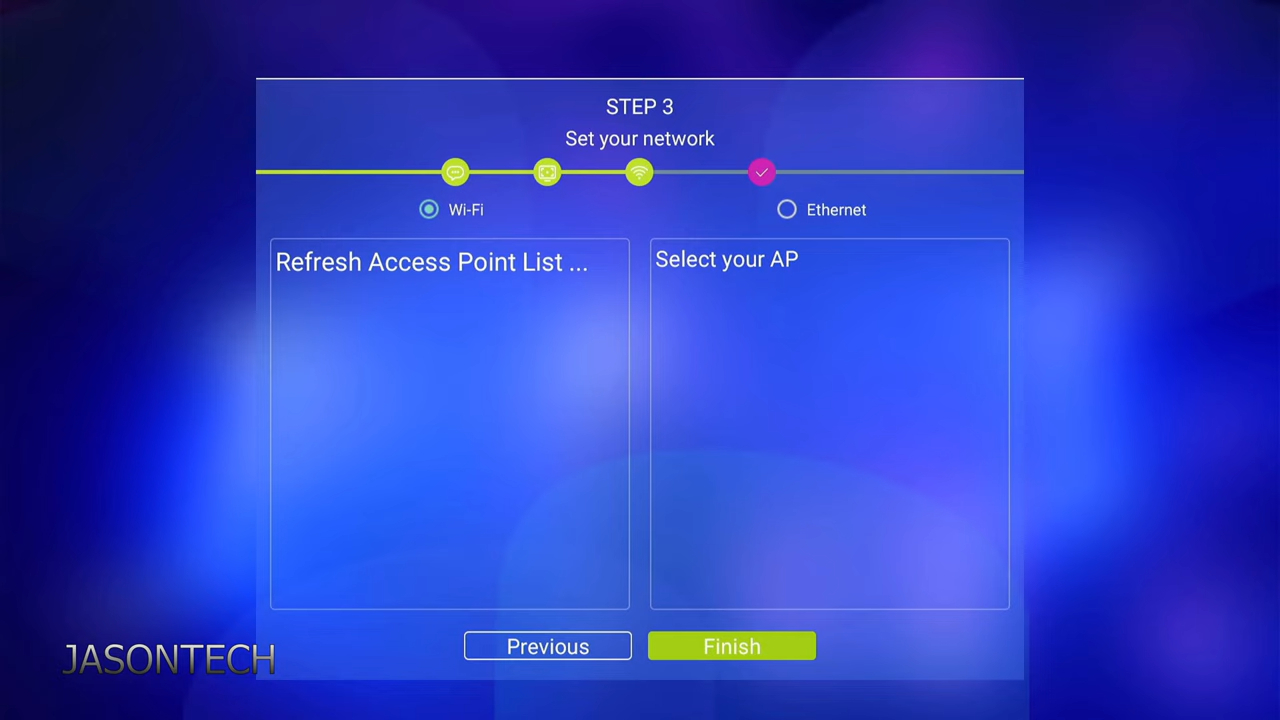 STEP 3
Set your network
Wi-Fi
Ethernet
Refresh Access Point List ...
Select your AP
Previous
Finish
JASONTECH